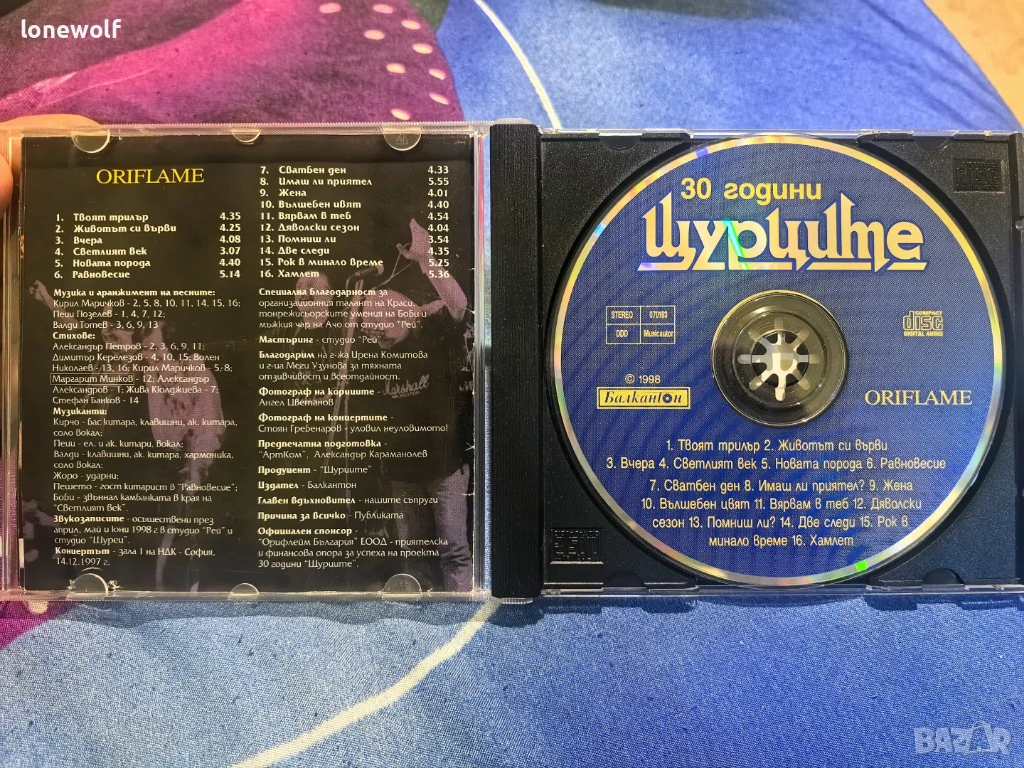 lonewolf
ORIFLAME
1. Твоят трилър 4.35
2. Животът си върви 4.25
3. Вчера 4.08
4. Светлият век 3.07
5. Новата порода 4.40
6. Равновесие 5.14
Музика и аранжимент на песните:
Кирил Маричков - 2, 5, 8, 10, 11, 14, 15, 16;
Пеци Гюзелев - 1, 4, 7, 12;
Валди Тотев - 3, 6, 9, 13
Стихове:
Александър Петров - 2, 3, 6, 9, 11;
Димитър Керелезов - 4, 10, 15; Волен
Николаев - 13, 16; Кирил Маричков - 5, 8;
Маргарит Минков - 12; Александър
Александров - 1; Жива Кюлджиева - 7;
Стефан Банков - 14
Музиканти:
Кирчо - Бас китара, клавишни, ак. китара,
соло вокал;
Пеци - ел. и ак. китари, вокал;
Валди - клавишни, ак. китара, хармоника,
соло вокал;
Жоро - ударни;
Пешето - гост китарист в "Равновесие";
Боби - звъннал камбанката в края на
"Светлият век".
Звукозаписите - осъществени през
април, май и юни 1998 г в студио "Реи" и
студио "Щурец".
Концертът - зала 1 на НДК - София,
14.12.1997 г.
7. Сватбен ден 4.33
8. Имаш ли приятел 5.55
9. Жена 4.01
10. Вълшебен цвят 4.40
11. Вярвам в теб 4.54
12. Дяволски сезон 4.04
13. Помниш ли 3.54
14. Две следи 4.35
15. Рок в минало време 5.25
16. Хамлет 5.36
Специална благодарност за
организационния талант на Краси,
тонрежисьорските умения на Боби и
мъжкия чар на Ачо от студио "Реи".
Мастъринг - студио "Реи"
Благодарим на г-жа Ирена Комитова
и г-ца Меги Узунова за тяхната
отзивчивост и всеотдайност.
Фотограф на корициите -
Ангел Цветанов
Фотограф на концертите -
Стоян Гребенаров - уловил неуловимото!
Предпечатна подготовка -
"АртКом", Александър Караманолев
Продуцент - "Щурците"
Издател - Балкантон
Главен вдъхновител - нашите съпруги
Причина за всичко - Публиката
Официален спонсор -
"Орифлейм България" ЕООД - приятелска
и финансова опора за успеха на проекта
30 години "Щурците".
Marshall
30 години
Щурците
STEREO 070193
DDD Musicautor
COMPACT
disc
DIGITAL AUDIO
© 1998
Балкантон
ORIFLAME
1. Твоят трилър 2. Животът си върви
3. Вчера 4. Светлият век 5. Новата порода 6. Равновесие
7. Сватбен ден 8. Имаш ли приятел? 9. Жена
10. Вълшебен цвят 11. Вярвам в теб 12. Дяволски
сезон 13. Помниш ли? 14. Две следи 15. Рок в
минало време 16. Хамлет
BAZAR